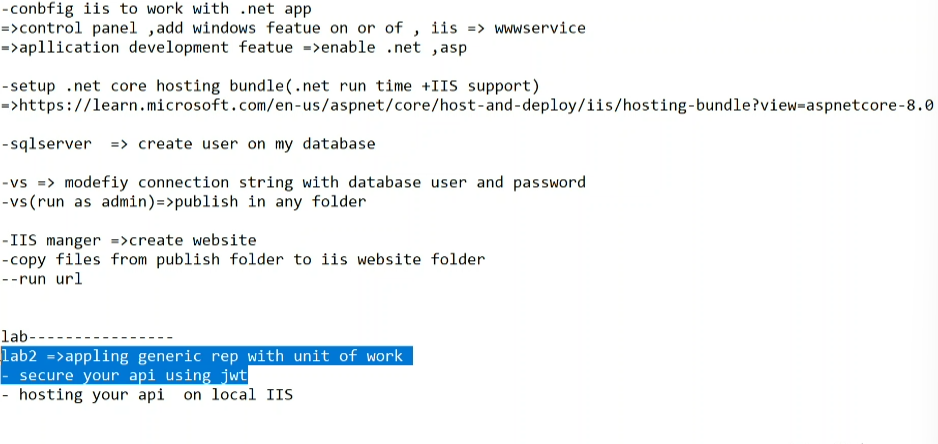 -conbfig iis to work with .net app
=>control panel ,add windows featue on or of , iis => wwwservice
=>apllication development featue =>enable .net ,asp
-setup .net core hosting bundle(.net run time +IIS support)
=>https://learn.microsoft.com/en-us/aspnet/core/host-and-deploy/iis/hosting-bundle?view=aspnetcore-8.0
-sqlserver  => create user on my database
-vs => modefiy connection string with database user and password
-vs(run as admin)=>publish in any folder
-IIS manger =>create website
-copy files from publish folder to iis website folder
--run url
lab----------------
lab2 =>appling generic rep with unit of work
- secure your api using jwt
- hosting your api  on local IIS